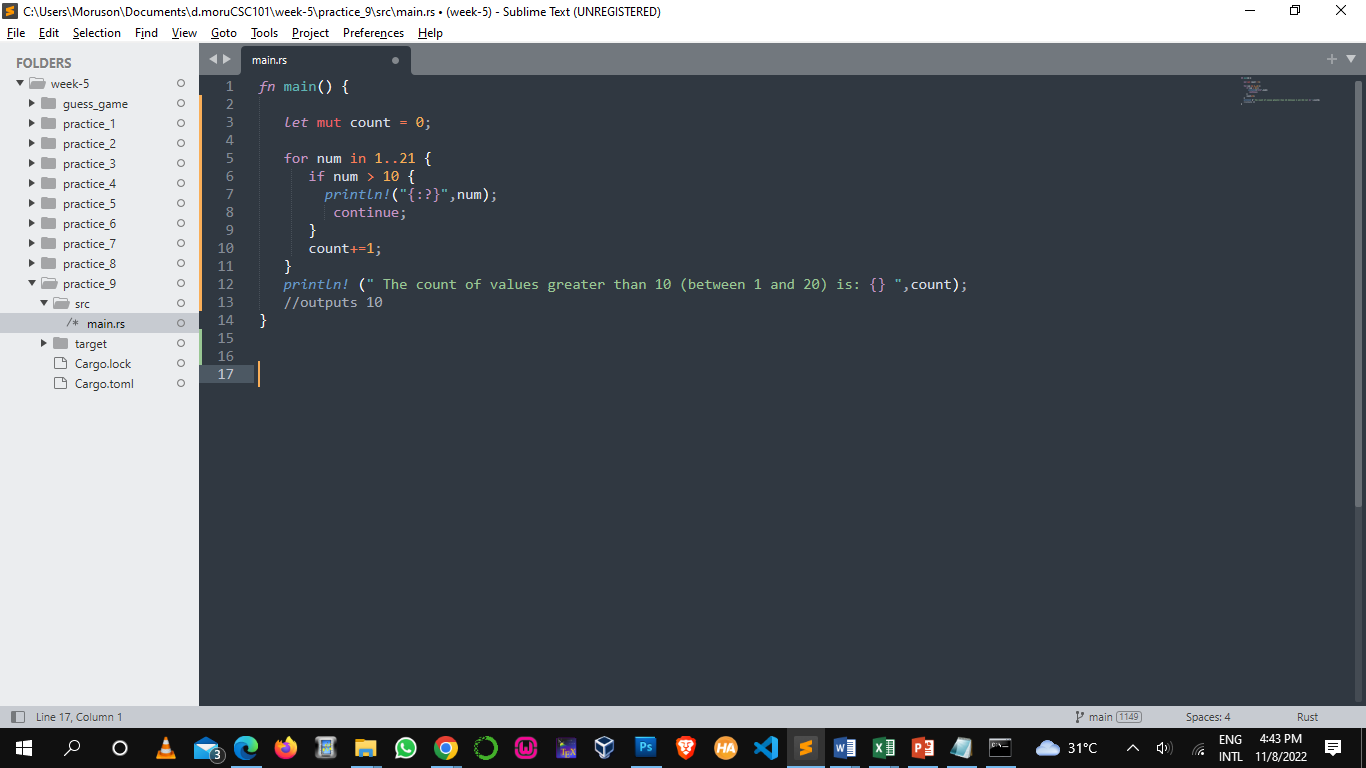 C:\Users\Moruson\Documents\d.moruCSC101\week-5\practice_9\src\main.rs • (week-5) - Sublime Text (UNREGISTERED)
File Edit Selection Find View Goto Tools Project Preferences Help
FOLDERS
week-5
guess_game
practice_1
practice_2
practice_3
practice_4
practice_5
practice_6
practice_7
practice_8
practice_9
src
/* main.rs
target
Cargo.lock
Cargo.toml
main.rs
1 fn main() {
2
3 let mut count = 0;
4
5 for num in 1..21 {
6 if num > 10 {
7 println!("{:?}",num);
8 continue;
9 }
10 count+=1;
11 }
12 println! (" The count of values greater than 10 (between 1 and 20) is: {} ",count);
13 //outputs 10
14 }
15
16
17
Line 17, Column 1 main 1149 Spaces: 4 Rust
3 Ps HA 31°C ENG INTL 4:43 PM 11/8/2022